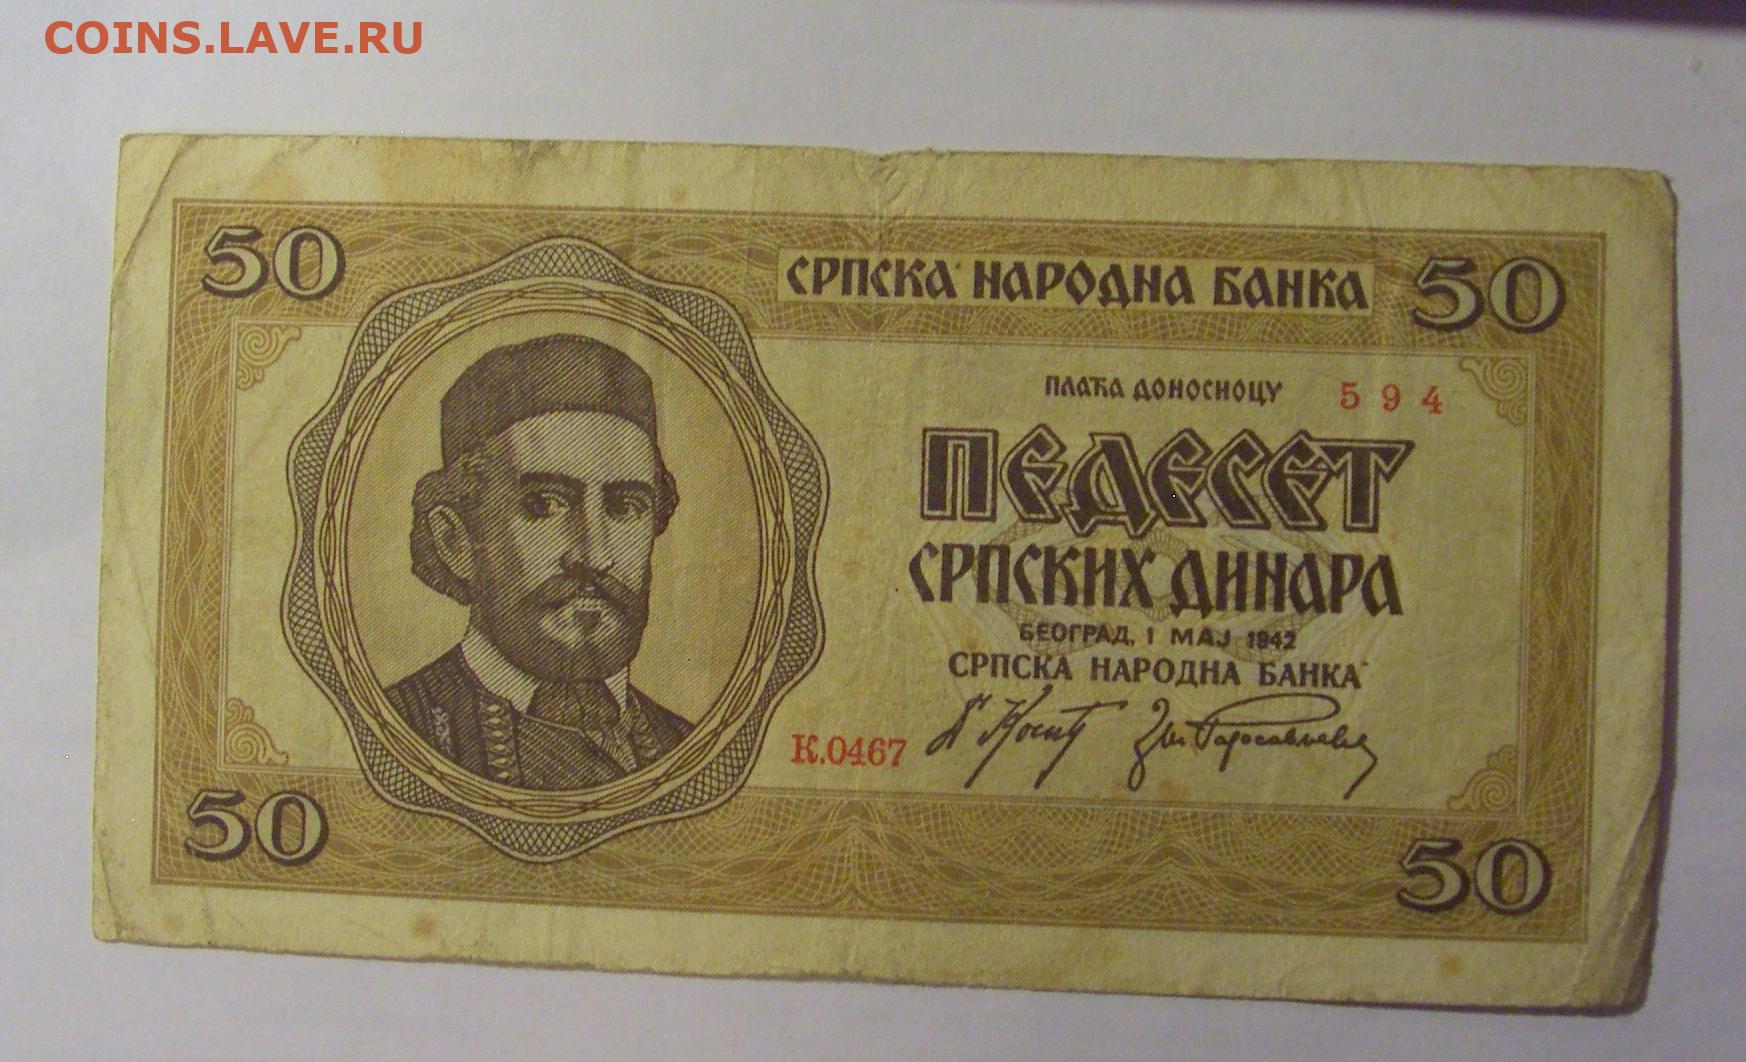 COINS.LAVE.RU
50
СРПСКА НАРОДНА БАНКА
50
ПЛАЋА ДОНОСИОЦУ 594
ПЕДЕСЕТ
СРПСКИХ ДИНАРА
БЕОГРАД, 1 МАЈ 1942
СРПСКА НАРОДНА БАНКА
К.0467
50
50